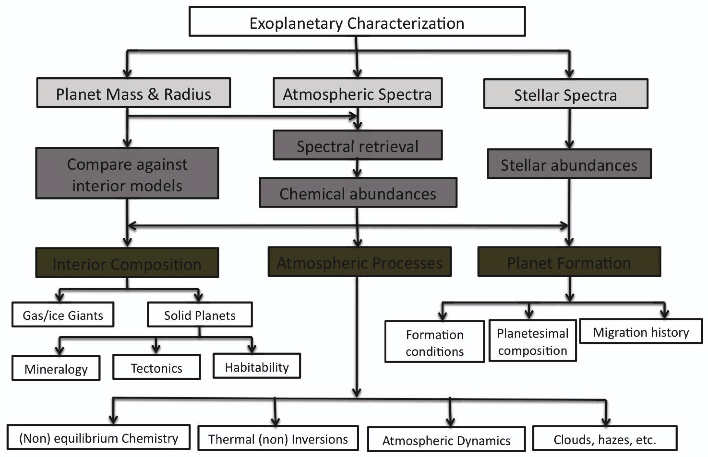 Exoplanetary Characterization
Planet Mass & Radius
Atmospheric Spectra
Stellar Spectra
Compare against
interior models
Spectral retrieval
Stellar abundances
Chemical abundances
Interior Composition
Atmospheric Processes
Planet Formation
Gas/ice Giants
Solid Planets
Formation
conditions
Planetesimal
composition
Migration history
Mineralogy
Tectonics
Habitability
(Non) equilibrium Chemistry
Thermal (non) Inversions
Atmospheric Dynamics
Clouds, hazes, etc.